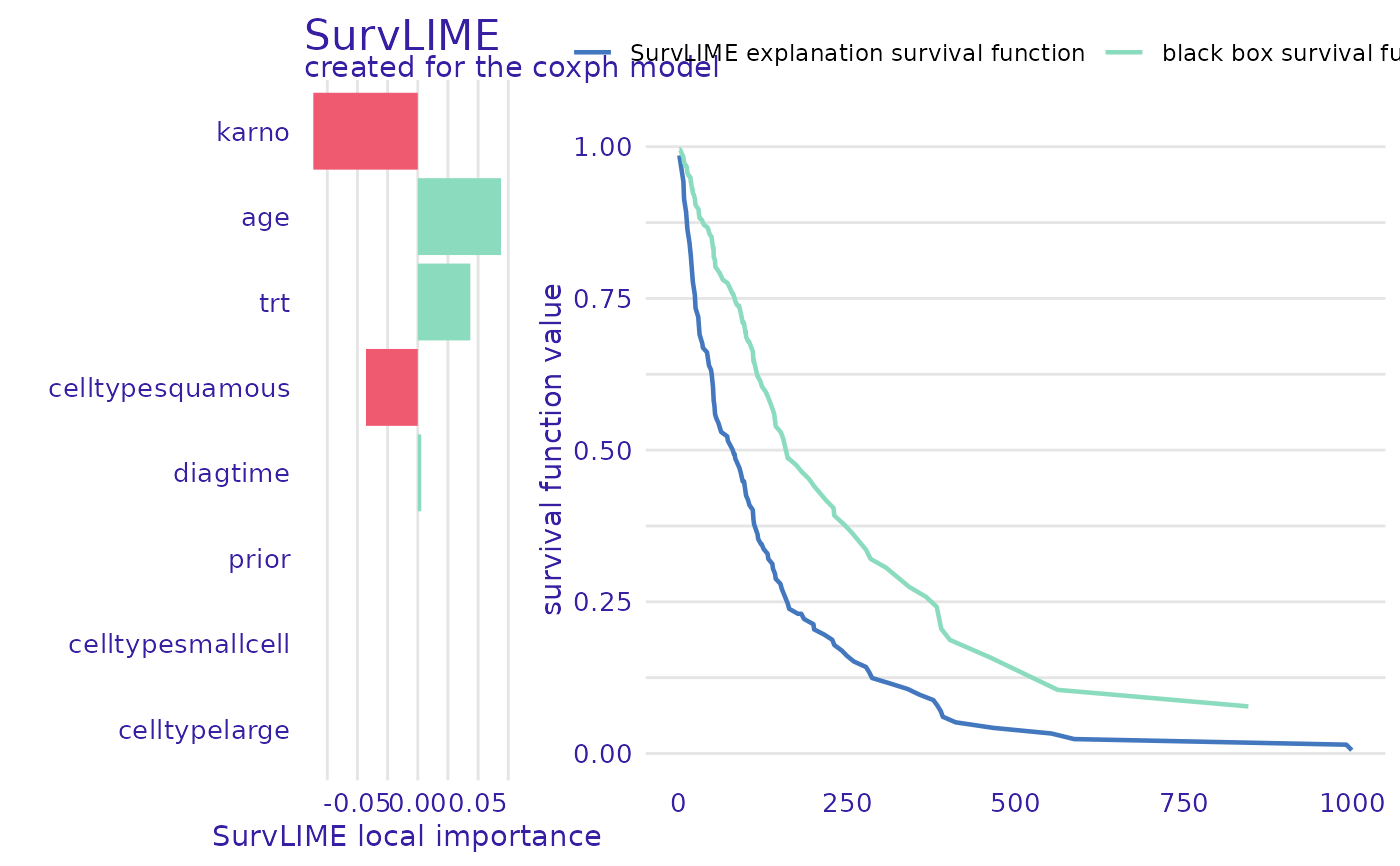 SurvLIME
created for the coxph model
SurvLIME explanation survival function
black box survival fu
karno
age
trt
celltypesquamous
diagtime
prior
celltypesmallcell
celltypelarge
-0.05 0.00 0.05
SurvLIME local importance
survival function value
1.00
0.75
0.50
0.25
0.00
0 250 500 750 1000